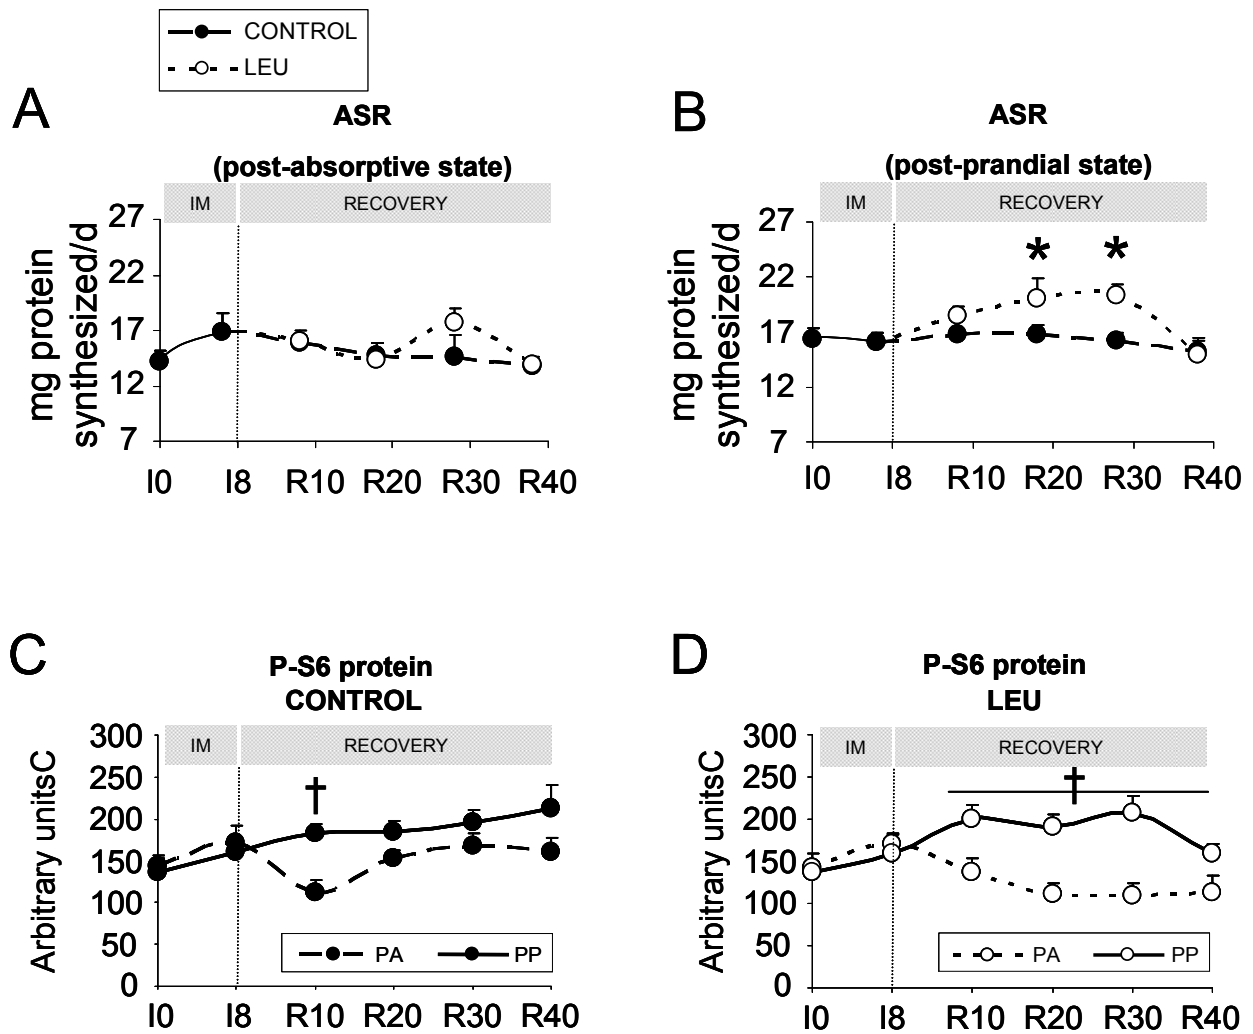 CONTROL
LEU
A
ASR
(post-absorptive state)
IM
RECOVERY
mg protein
synthesized/d
27
22
17
12
7
I0
I8
R10
R20
R30
R40
B
ASR
(post-prandial state)
IM
RECOVERY
mg protein
synthesized/d
27
22
17
12
7
*
*
I0
I8
R10
R20
R30
R40
C
P-S6 protein
CONTROL
IM
RECOVERY
Arbitrary unitsC
300
250
200
150
100
50
0
†
PA
PP
I0
I8
R10
R20
R30
R40
D
P-S6 protein
LEU
IM
RECOVERY
Arbitrary unitsC
300
250
200
150
100
50
0
†
PA
PP
I0
I8
R10
R20
R30
R40